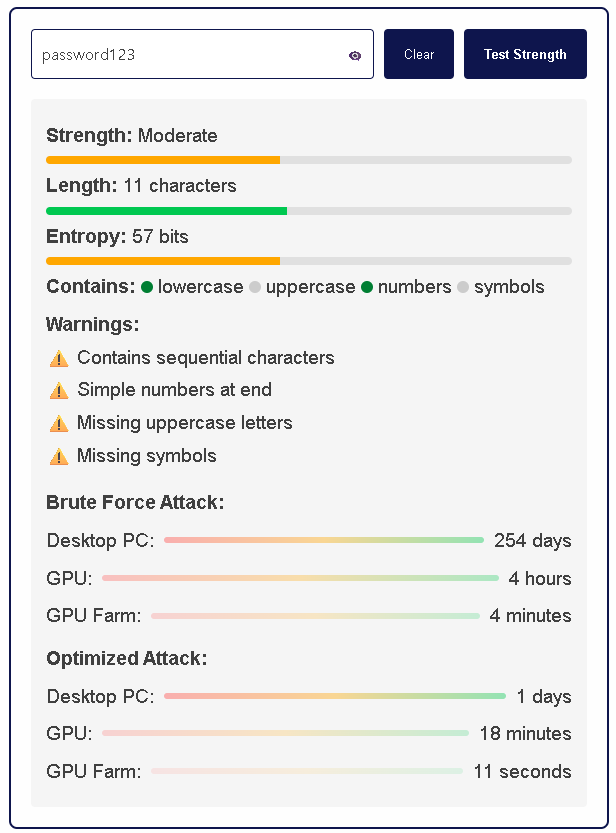 password123 Clear Test Strength
Strength: Moderate
Length: 11 characters
Entropy: 57 bits
Contains: lowercase uppercase numbers symbols
Warnings:
Contains sequential characters
Simple numbers at end
Missing uppercase letters
Missing symbols
Brute Force Attack:
Desktop PC: 254 days
GPU: 4 hours
GPU Farm: 4 minutes
Optimized Attack:
Desktop PC: 1 days
GPU: 18 minutes
GPU Farm: 11 seconds